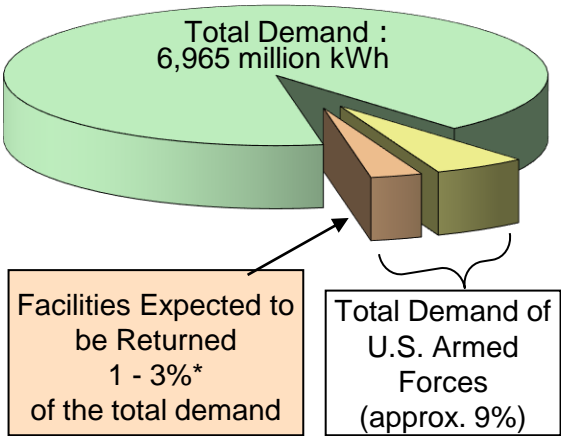 Total Demand :
6,965 million kWh
Facilities Expected to
be Returned
1 - 3%*
of the total demand
Total Demand of
U.S. Armed
Forces
(approx. 9%)